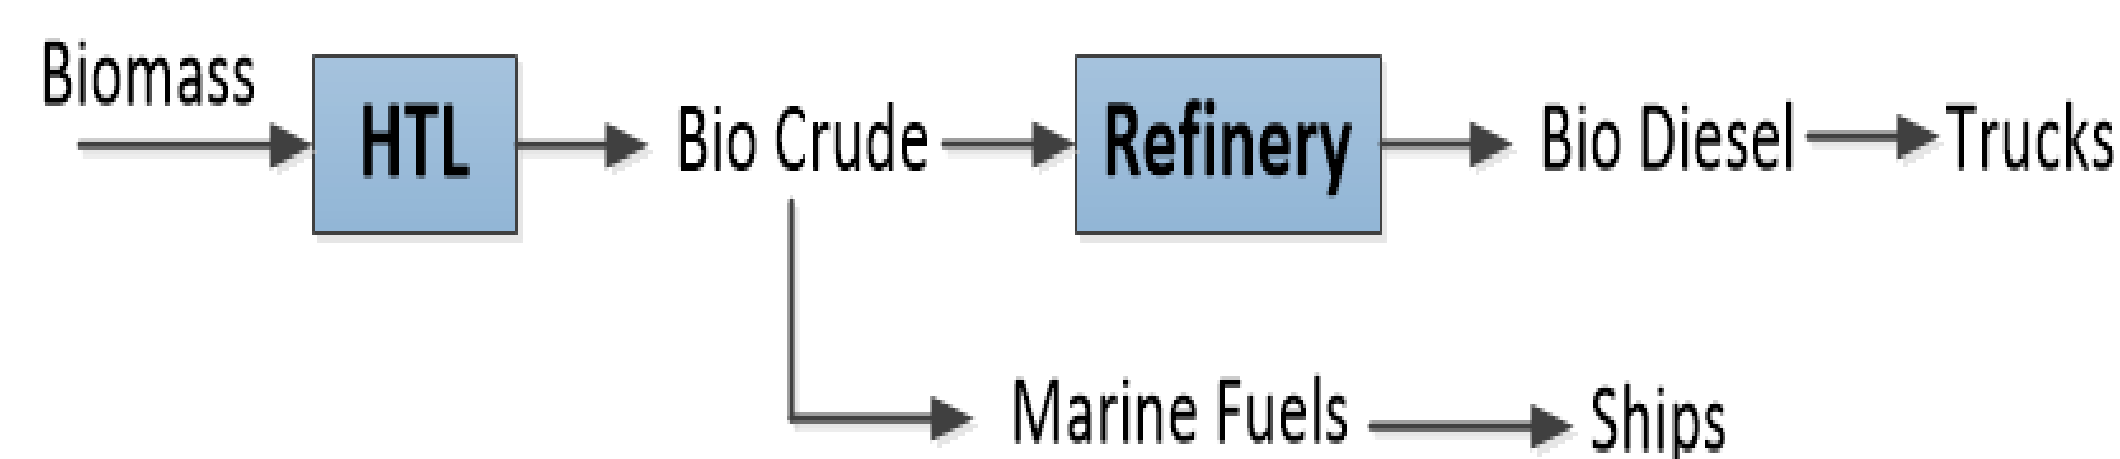 Biomass
HTL
Bio Crude
Refinery
Bio Diesel
Trucks
Marine Fuels
Ships